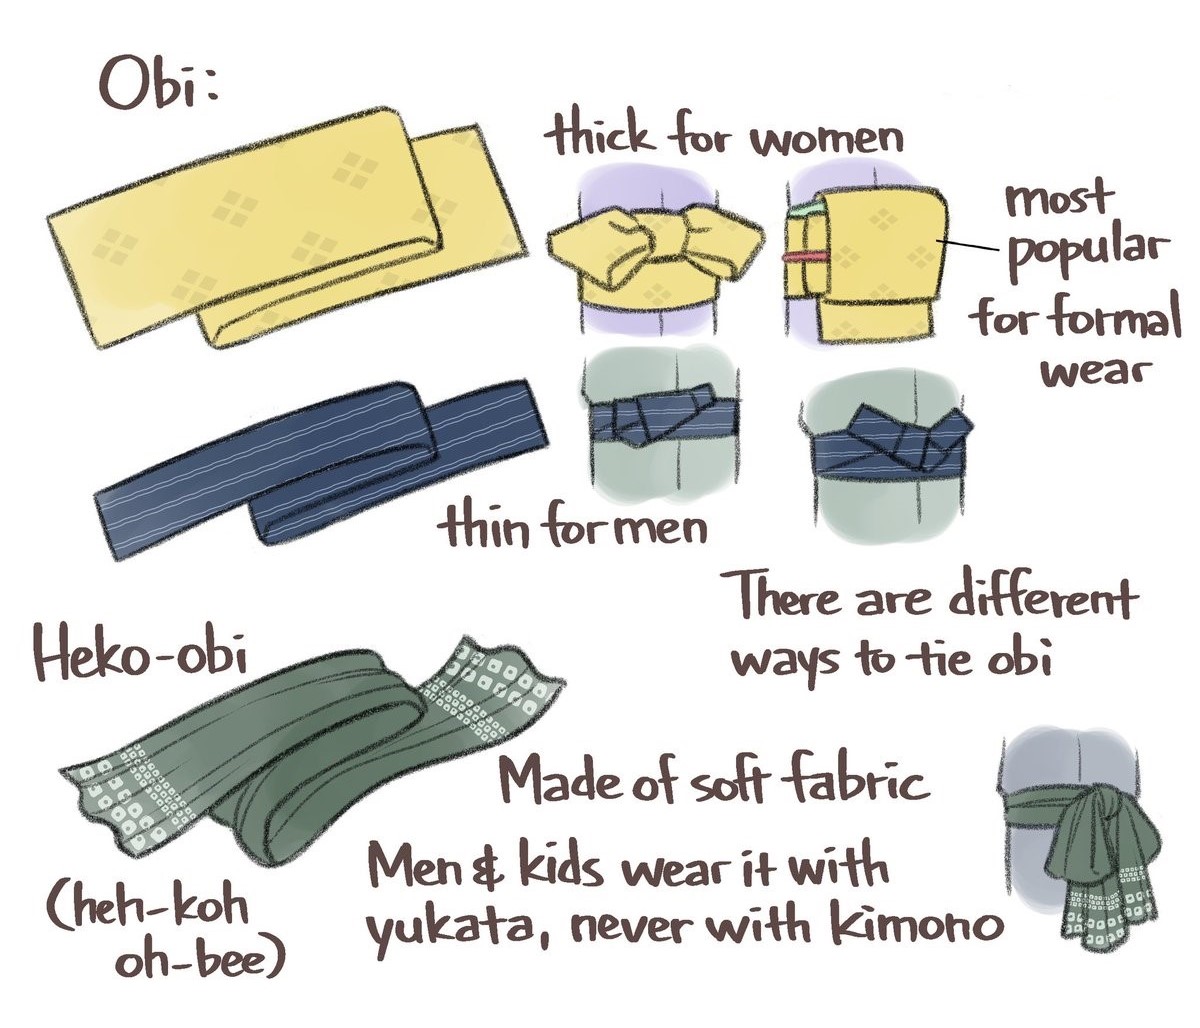 Obi:
thick for women
most
popular
for formal
wear
thin for men
There are different
ways to tie obi
Heko-obi
(heh-koh
oh-bee)
Made of soft fabric
Men & kids wear it with
yukata, never with kimono